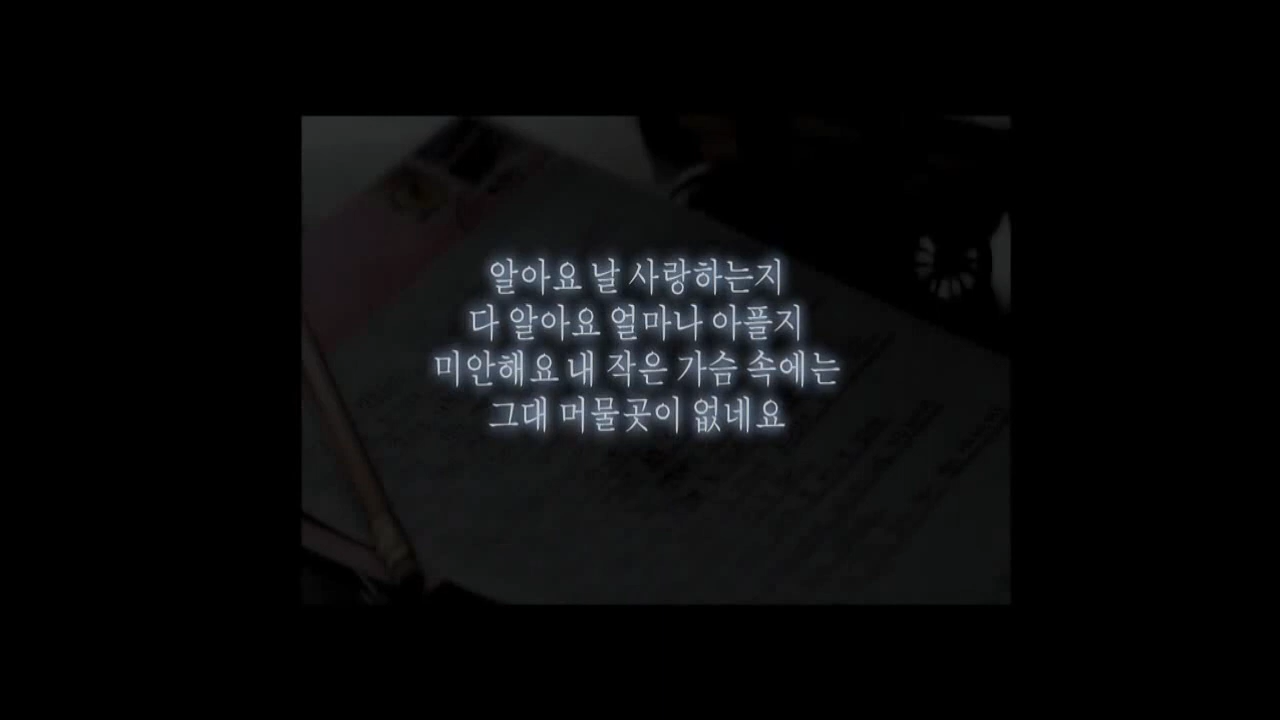 알아요 날 사랑하는지
다 알아요 얼마나 아플지
미안해요 내 작은 가슴 속에는
그대 머물곳이 없네요